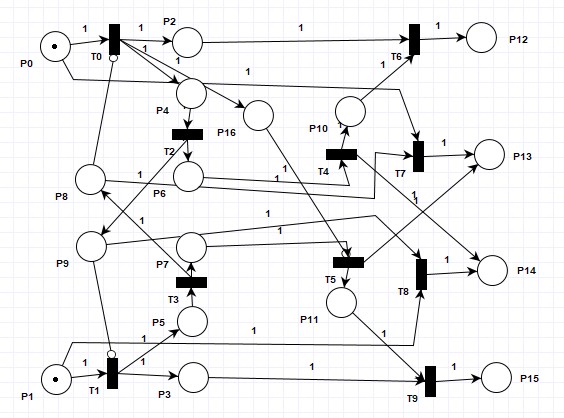 1 1 P2 1 1 P12
P0 T0 1 1 T6
1 1
P4 P16 P10 1
T2 T4 T7 1 P13
P8 1 P6 1 1
1 1
1 1 1
P9 P7 T5 T8 1 P14
T3
P5 P11
1 1 1
P1 1 T1 1 P3 1 T9 1 P15